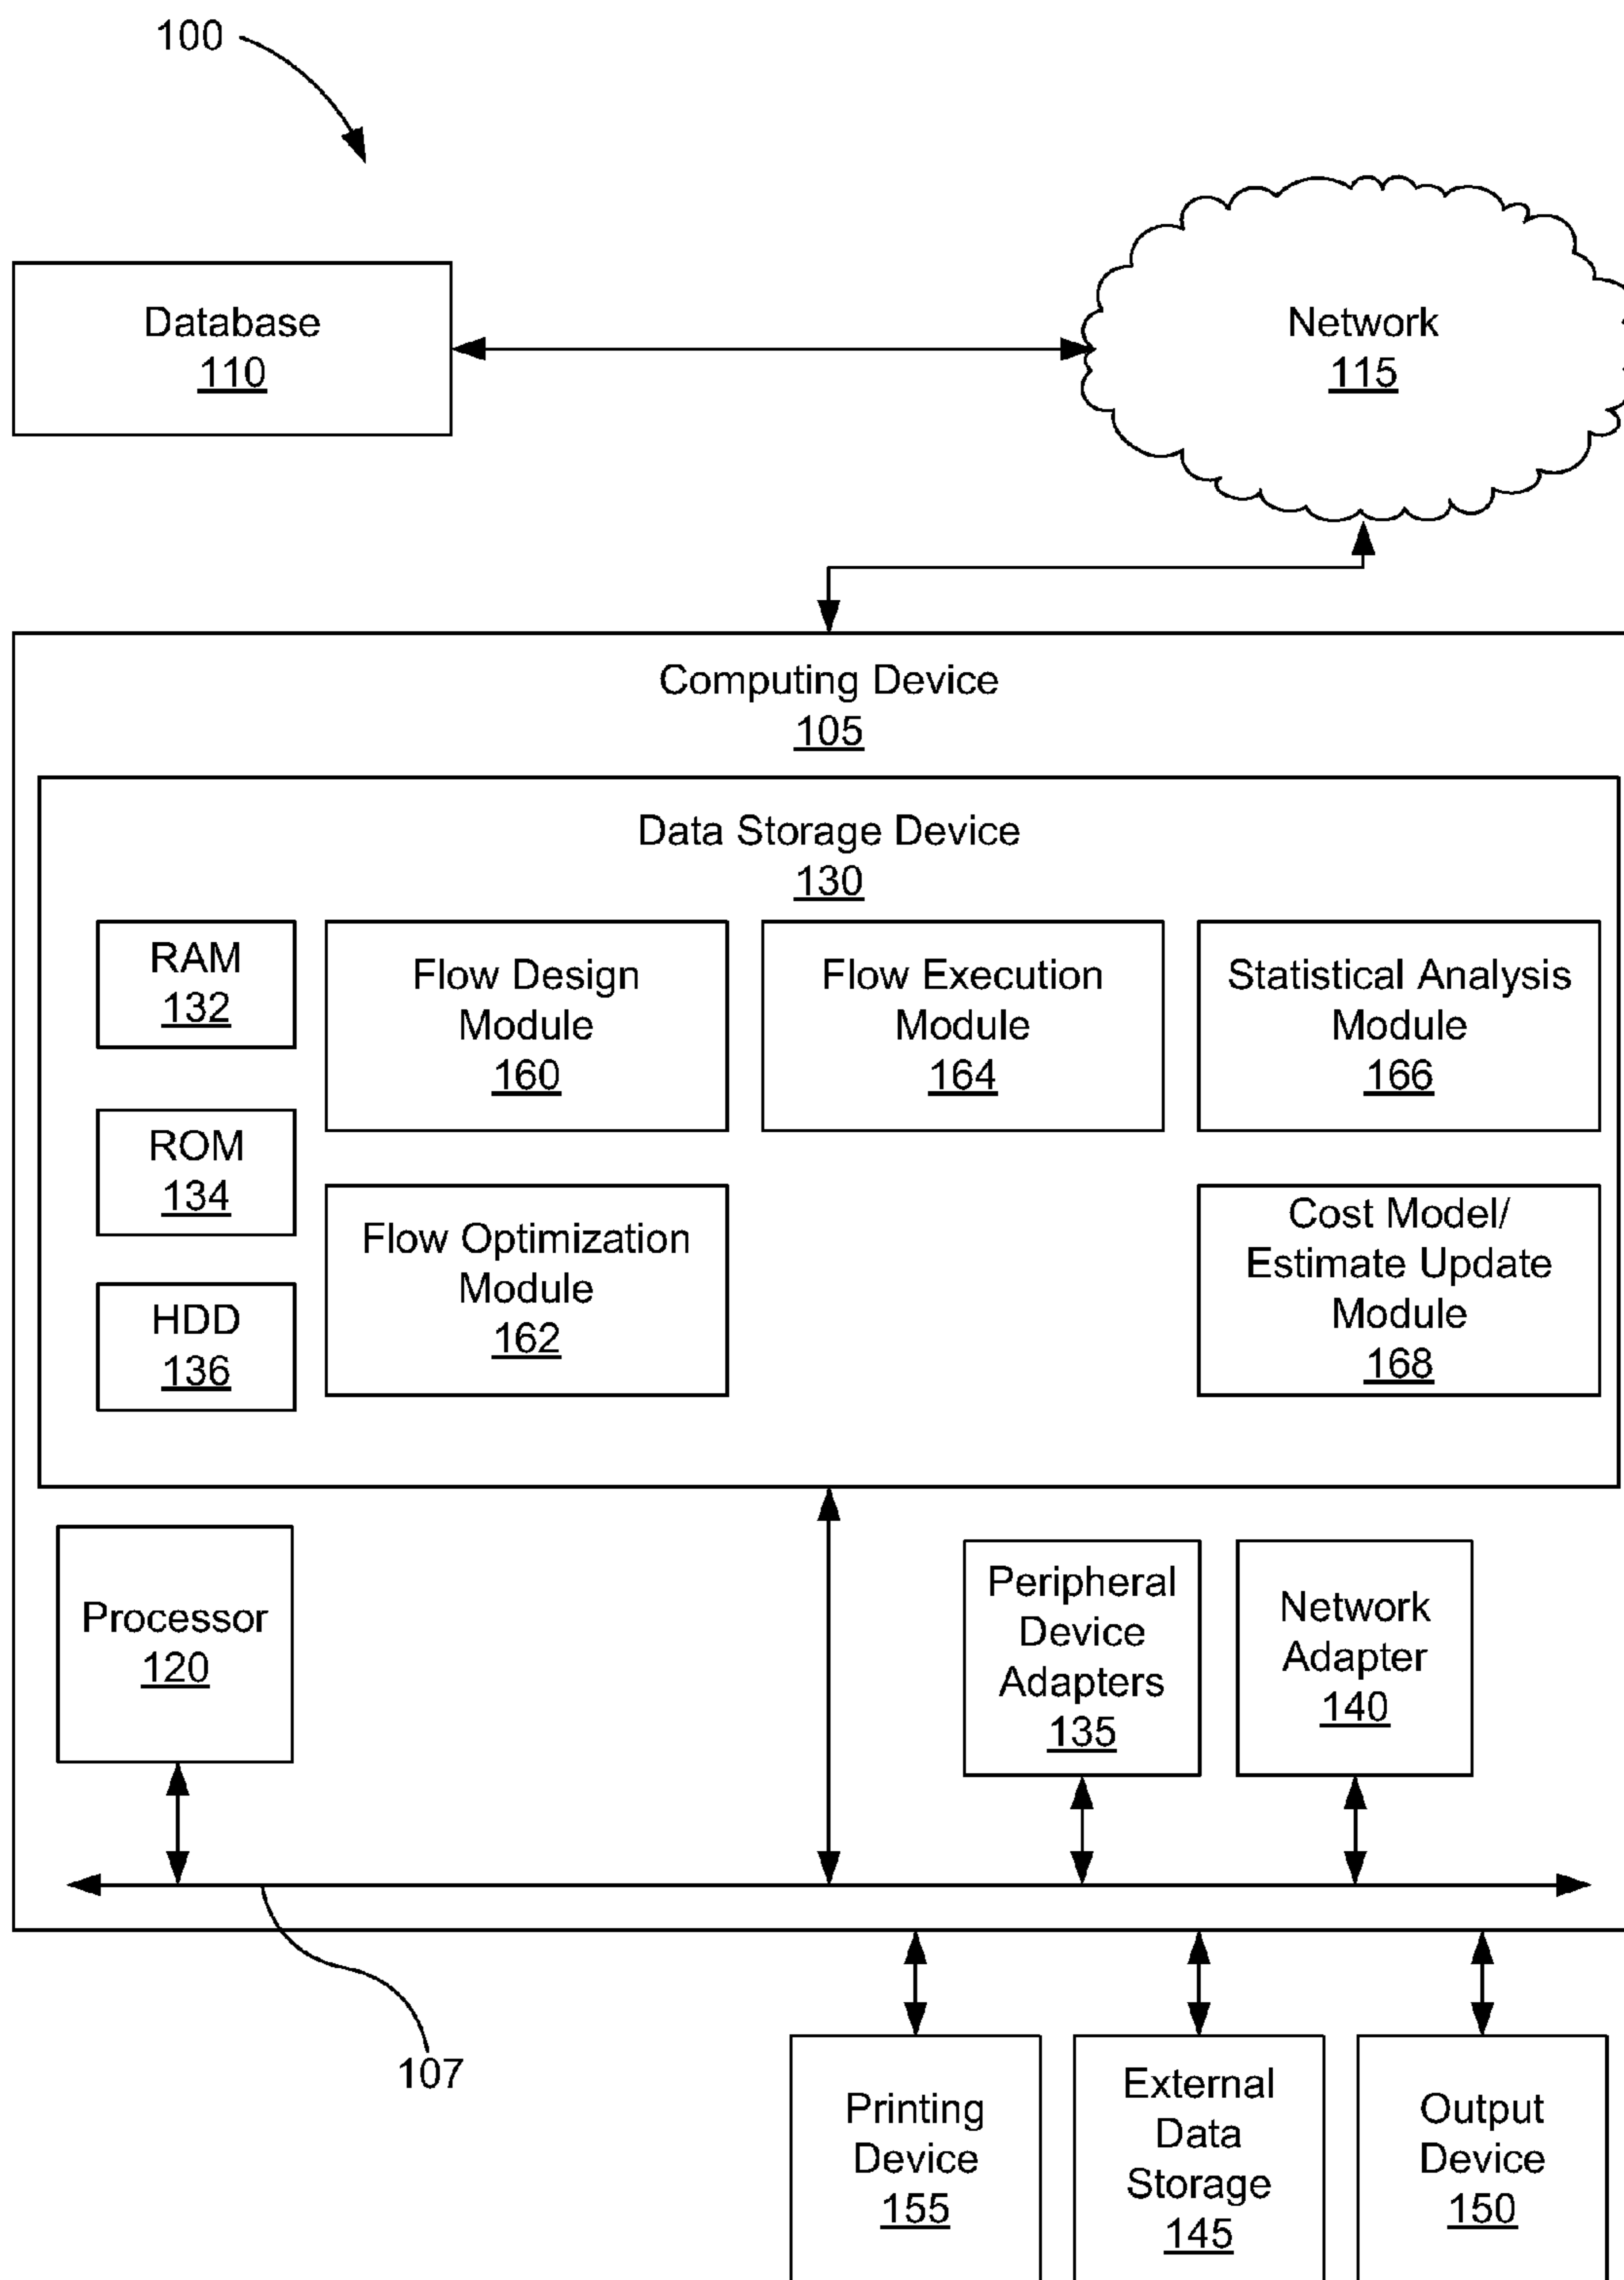 100
Database
110
Network
115
Computing Device
105
Data Storage Device
130
RAM
132
ROM
134
HDD
136
Flow Design
Module
160
Flow Optimization
Module
162
Flow Execution
Module
164
Statistical Analysis
Module
166
Cost Model/
Estimate Update
Module
168
Processor
120
Peripheral
Device
Adapters
135
Network
Adapter
140
107
Printing
Device
155
External
Data
Storage
145
Output
Device
150